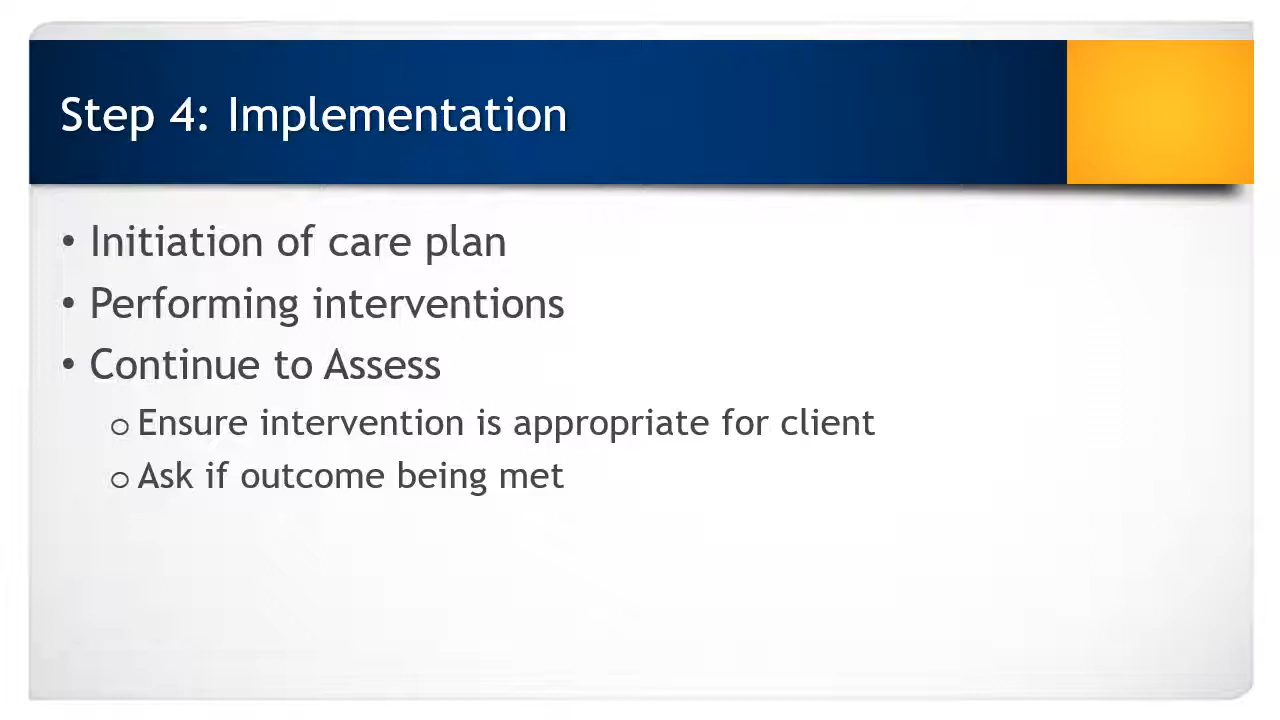 Step 4: Implementation
• Initiation of care plan
• Performing interventions
• Continue to Assess
o Ensure intervention is appropriate for client
o Ask if outcome being met